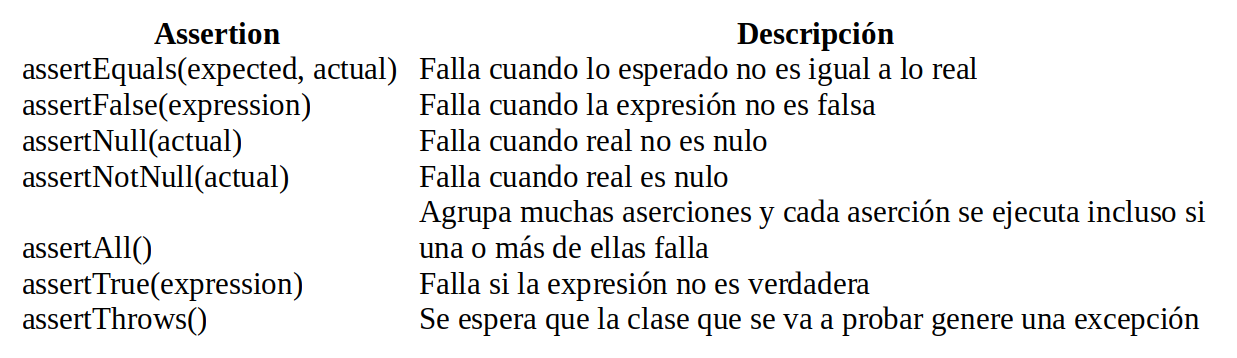 Assertion Descripción
assertEquals(expected, actual) Falla cuando lo esperado no es igual a lo real
assertFalse(expression) Falla cuando la expresión no es falsa
assertNull(actual) Falla cuando real no es nulo
assertNotNull(actual) Falla cuando real es nulo
Agrupa muchas aserciones y cada aserción se ejecuta incluso si
assertAll() una o más de ellas falla
assertTrue(expression) Falla si la expresión no es verdadera
assertThrows() Se espera que la clase que se va a probar genere una excepción